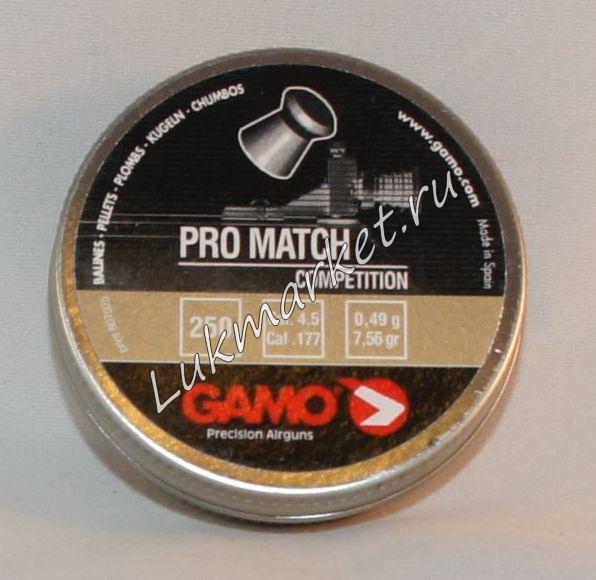 BALINES - PELLETS - PLOMBS - KUGELN - CHUMBOS
www.gamo.com
Made in Spain
PRO MATCH
COMPETITION
250
4,5
Cal .177
0,49 g
7,56 gr
GAMO
Precision Airguns
Lukmarket.ru